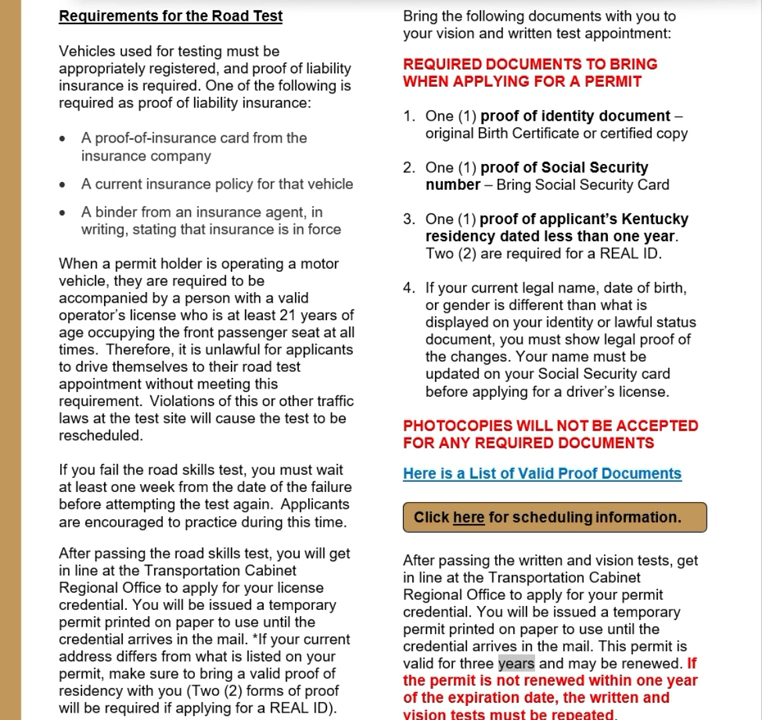 Requirements for the Road Test
Vehicles used for testing must be
appropriately registered, and proof of liability
insurance is required. One of the following is
required as proof of liability insurance:
• A proof-of-insurance card from the
insurance company
• A current insurance policy for that vehicle
• A binder from an insurance agent, in
writing, stating that insurance is in force
When a permit holder is operating a motor
vehicle, they are required to be
accompanied by a person with a valid
operator's license who is at least 21 years of
age occupying the front passenger seat at all
times. Therefore, it is unlawful for applicants
to drive themselves to their road test
appointment without meeting this
requirement. Violations of this or other traffic
laws at the test site will cause the test to be
rescheduled.
If you fail the road skills test, you must wait
at least one week from the date of the failure
before attempting the test again. Applicants
are encouraged to practice during this time.
After passing the road skills test, you will get
in line at the Transportation Cabinet
Regional Office to apply for your license
credential. You will be issued a temporary
permit printed on paper to use until the
credential arrives in the mail. *If your current
address differs from what is listed on your
permit, make sure to bring a valid proof of
residency with you (Two (2) forms of proof
will be required if applying for a REAL ID).
Bring the following documents with you to
your vision and written test appointment:
REQUIRED DOCUMENTS TO BRING
WHEN APPLYING FOR A PERMIT
1. One (1) proof of identity document –
original Birth Certificate or certified copy
2. One (1) proof of Social Security
number – Bring Social Security Card
3. One (1) proof of applicant's Kentucky
residency dated less than one year.
Two (2) are required for a REAL ID.
4. If your current legal name, date of birth,
or gender is different than what is
displayed on your identity or lawful status
document, you must show legal proof of
the changes. Your name must be
updated on your Social Security card
before applying for a driver's license.
PHOTOCOPIES WILL NOT BE ACCEPTED
FOR ANY REQUIRED DOCUMENTS
Here is a List of Valid Proof Documents
Click here for scheduling information.
After passing the written and vision tests, get
in line at the Transportation Cabinet
Regional Office to apply for your permit
credential. You will be issued a temporary
permit printed on paper to use until the
credential arrives in the mail. This permit is
valid for three years and may be renewed. If
the permit is not renewed within one year
of the expiration date, the written and
vision tests must be repeated.